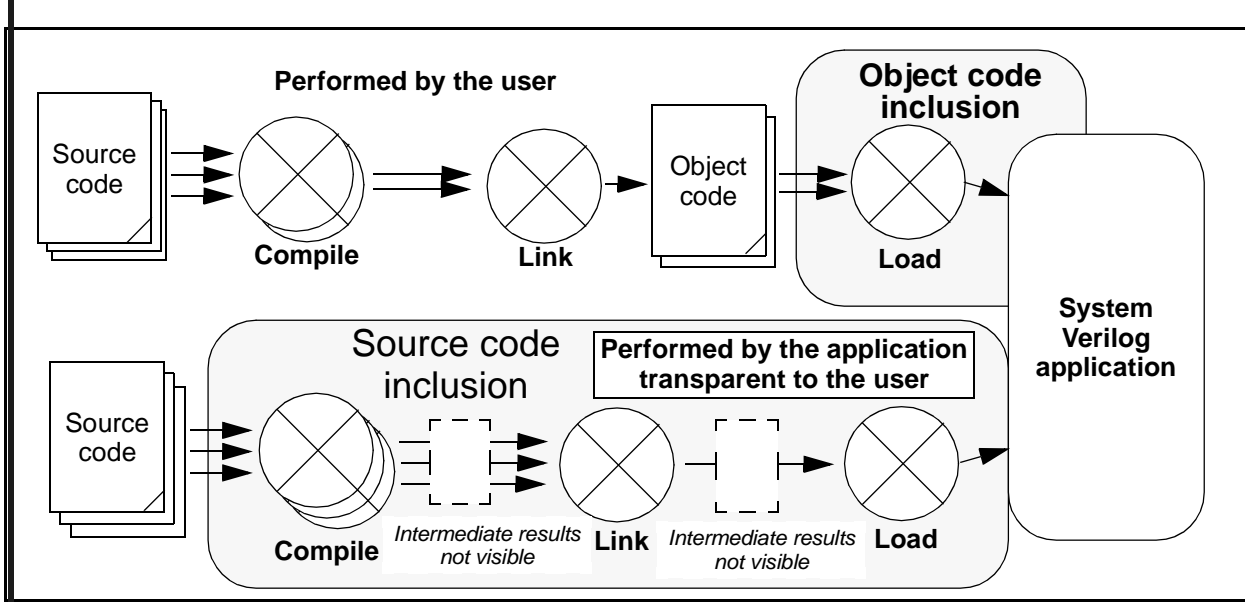 Performed by the user
Object code
inclusion
Source
code
Object
code
Compile
Link
Load
System
Verilog
application
Source code
inclusion
Performed by the application
transparent to the user
Source
code
Compile
Intermediate results
not visible
Link
Intermediate results
not visible
Load